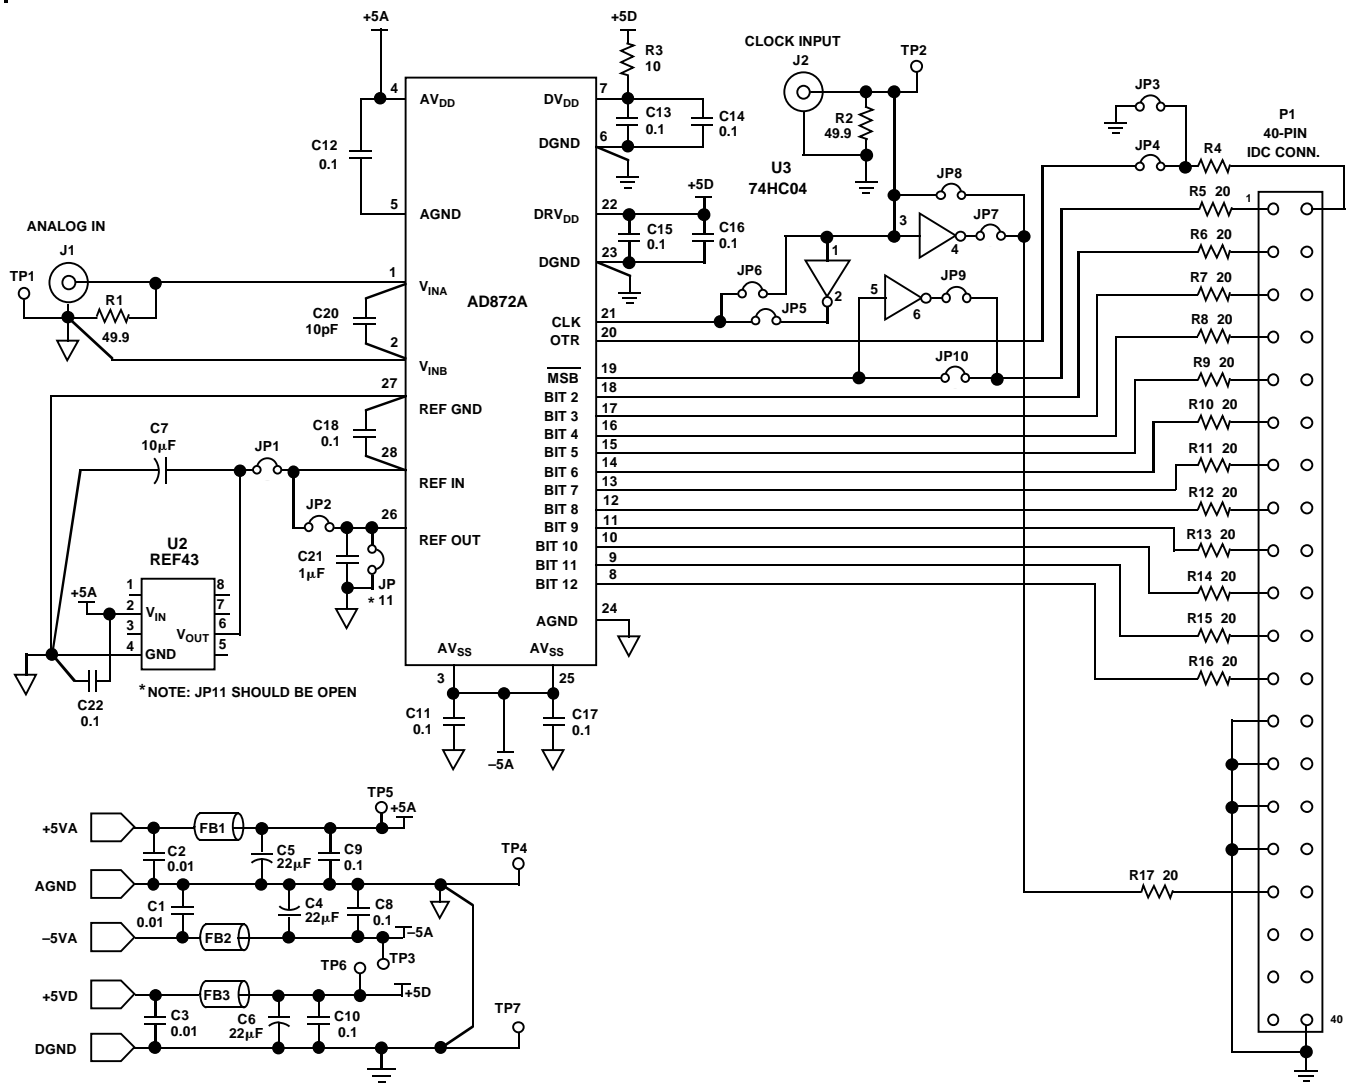 +5A
+5D
R3
10
CLOCK INPUT
J2
TP2
4
AVDD
DVDD
7
C13
0.1
C14
0.1
R2
49.9
JP3
P1
40-PIN
IDC CONN.
C12
0.1
DGND
6
U3
74HC04
JP4
R4
JP8
+5D
5
AGND
DRVDD
22
C15
0.1
C16
0.1
3
4
JP7
R5 20
1
ANALOG IN
J1
TP1
R1
49.9
1
VINA
DGND
23
JP6
1
2
JP5
5
6
JP9
R6 20
R7 20
AD872A
C20
10pF
2
VINB
CLK
21
OTR
20
R8 20
27
REF GND
MSB
19
JP10
R9 20
BIT 2
18
BIT 3
17
R10 20
C7
10µF
JP1
C18
0.1
28
REF IN
BIT 4
16
BIT 5
15
BIT 6
14
R11 20
BIT 7
13
R12 20
JP2
26
REF OUT
BIT 8
12
BIT 9
11
R13 20
U2
REF43
C21
1µF
JP
* 11
BIT 10
10
BIT 11
9
R14 20
BIT 12
8
+5A
1
2
3
4
VIN
VOUT
GND
8
7
6
5
AGND
24
R15 20
AVSS
AVSS
R16 20
C22
0.1
*NOTE: JP11 SHOULD BE OPEN
3
25
C11
0.1
C17
0.1
–5A
TP5
+5A
+5VA
FB1
C2
0.01
C5
22µF
C9
0.1
TP4
AGND
R17 20
C1
0.01
C4
22µF
C8
0.1
–5VA
FB2
–5A
TP3
TP6
+5VD
FB3
+5D
TP7
C3
0.01
C6
22µF
C10
0.1
DGND
40